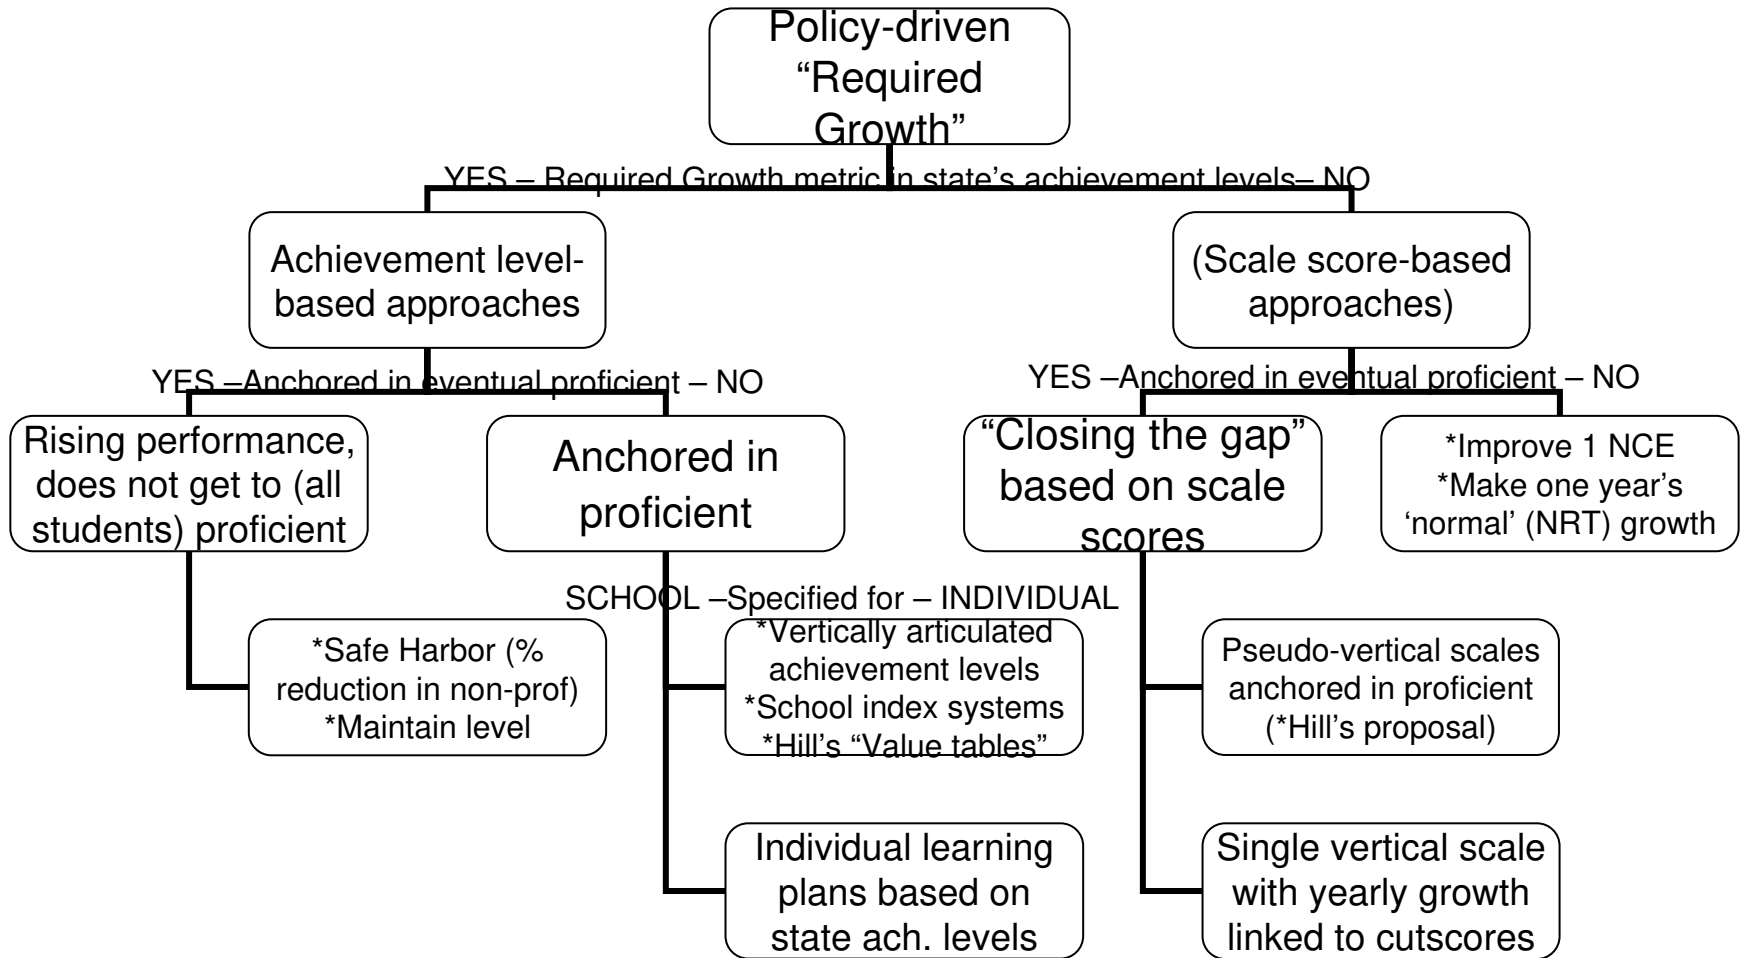 Policy-driven
“Required
Growth”
YES – Required Growth metric in state’s achievement levels– NO
Achievement level-
based approaches
(Scale score-based
approaches)
YES –Anchored in eventual proficient – NO
YES –Anchored in eventual proficient – NO
Rising performance,
does not get to (all
students) proficient
Anchored in
proficient
“Closing the gap”
based on scale
scores
*Improve 1 NCE
*Make one year’s
‘normal’ (NRT) growth
SCHOOL –Specified for – INDIVIDUAL
*Safe Harbor (%
reduction in non-prof)
*Maintain level
*Vertically articulated
achievement levels
*School index systems
*Hill’s “Value tables”
Pseudo-vertical scales
anchored in proficient
(*Hill’s proposal)
Individual learning
plans based on
state ach. levels
Single vertical scale
with yearly growth
linked to cutscores